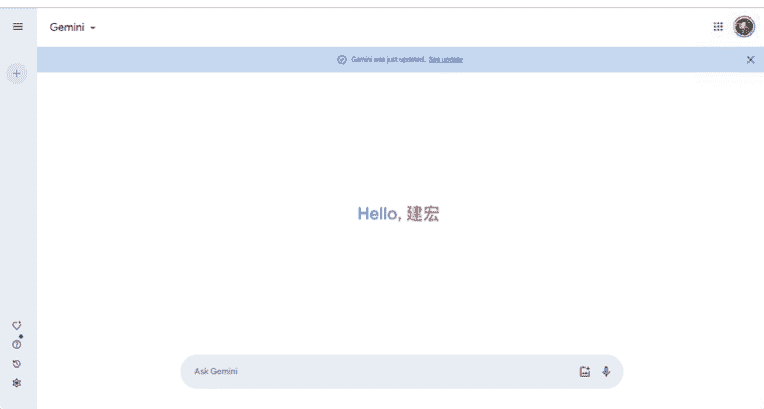 Gemini
Gemini was just updated. See update
Hello, 建宏
Ask Gemini